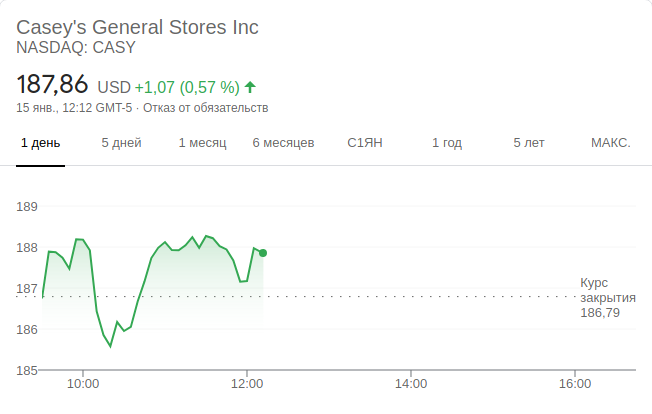 Casey's General Stores Inc
NASDAQ: CASY
187,86 USD +1,07 (0,57 %)
15 янв., 12:12 GMT-5 · Отказ от обязательств
1 день 5 дней 1 месяц 6 месяцев С1ЯН 1 год 5 лет МАКС.
189
188
187
186
185
Курс
закрытия
186,79
10:00 12:00 14:00 16:00